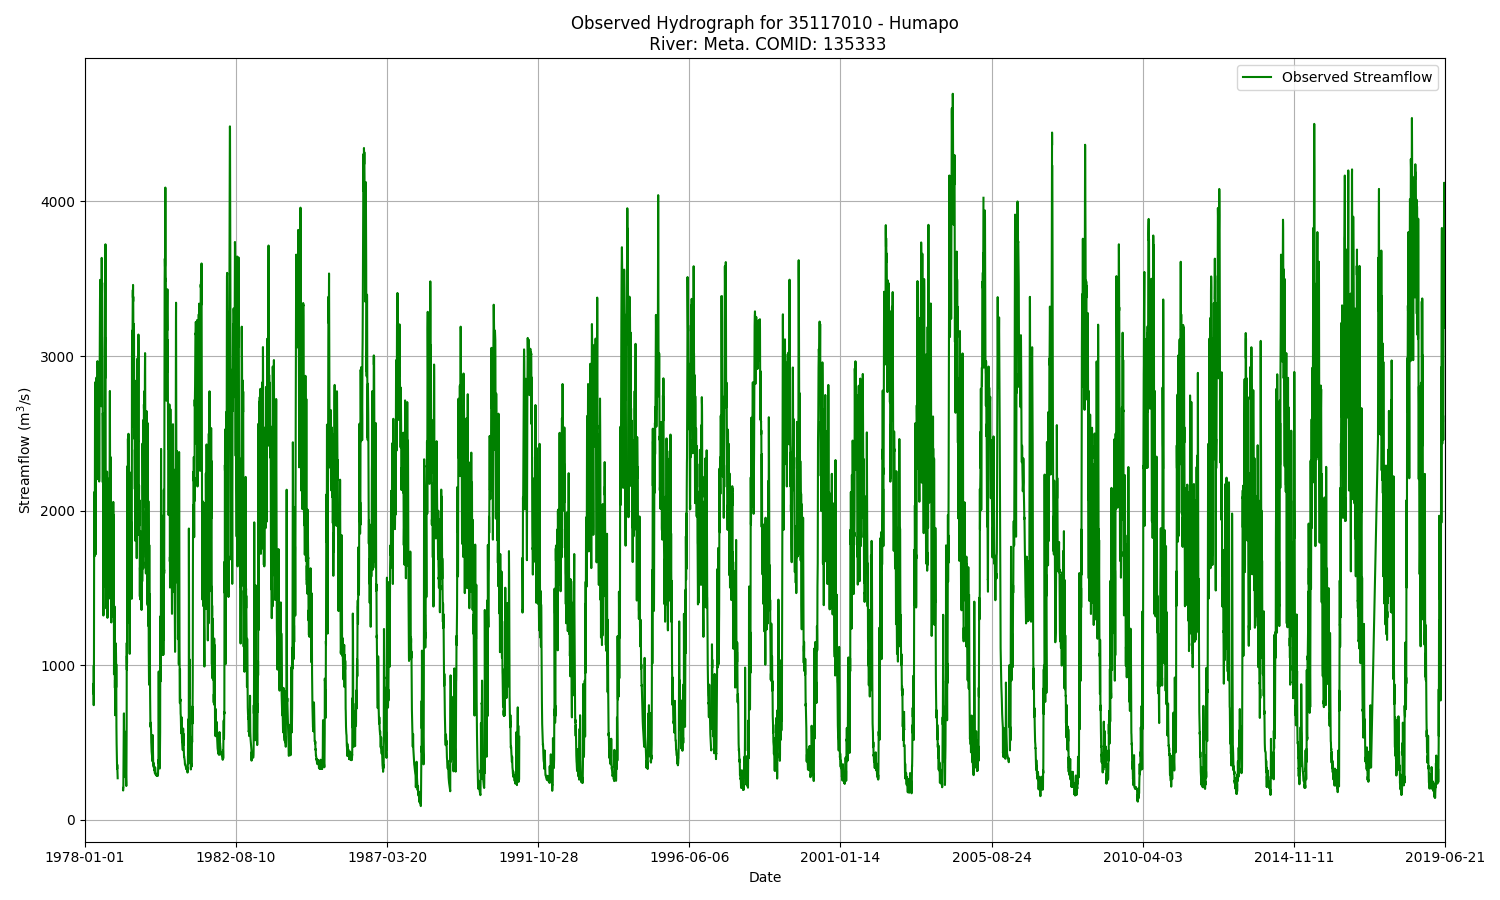 Observed Hydrograph for 35117010 - Humapo
River: Meta. COMID: 135333
Observed Streamflow
Streamflow (m³/s)
4000
3000
2000
1000
0
1978-01-01 1982-08-10 1987-03-20 1991-10-28 1996-06-06 2001-01-14 2005-08-24 2010-04-03 2014-11-11 2019-06-21
Date